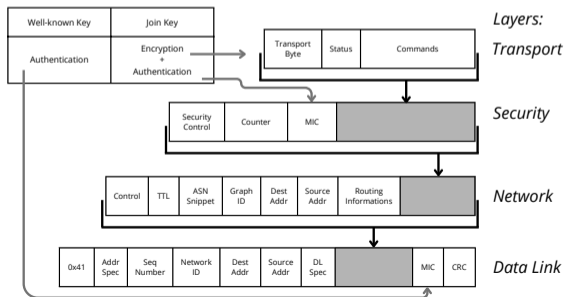 Well-known Key
Join Key
Authentication
Encryption
+
Authentication
Layers:
Transport
Byte
Status
Commands
Transport
Security
Control
Counter
MIC
Security
Control
TTL
ASN
Snippet
Graph
ID
Dest
Addr
Source
Addr
Routing
Informations
Network
0x41
Addr
Spec
Seq
Number
Network
ID
Dest
Addr
Source
Addr
DL
Spec
MIC
CRC
Data Link